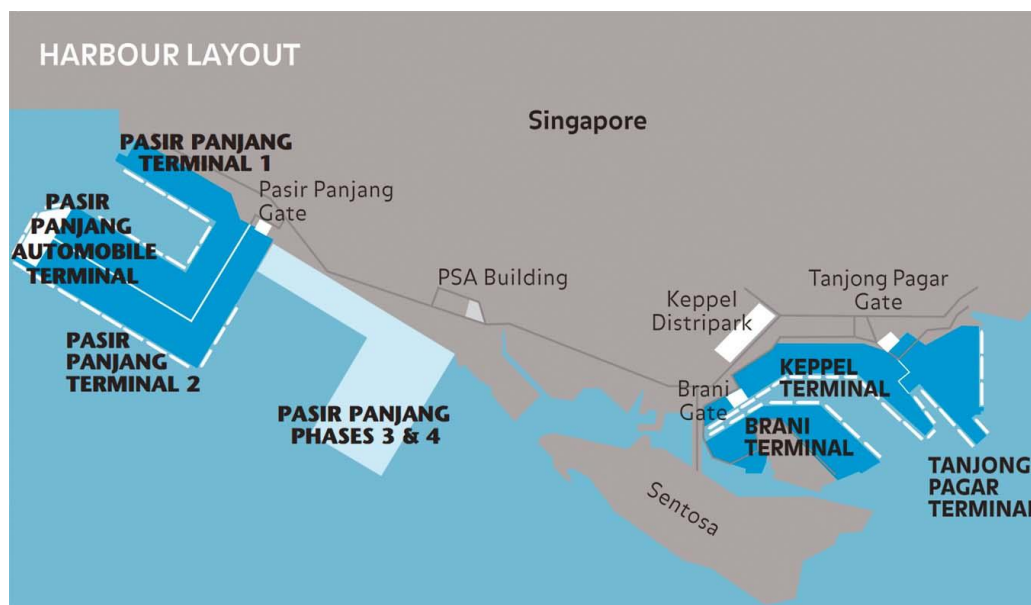 HARBOUR LAYOUT
Singapore
PASIR PANJANG
TERMINAL 1
Pasir Panjang
Gate
PASIR
PANJANG
AUTOMOBILE
TERMINAL
PSA Building
Keppel
Distripark
Tanjong Pagar
Gate
PASIR
PANJANG
TERMINAL 2
KEPPEL
TERMINAL
Brani
Gate
PASIR PANJANG
PHASES 3 & 4
BRANI
TERMINAL
TANJONG
PAGAR
TERMINAL
Sentosa